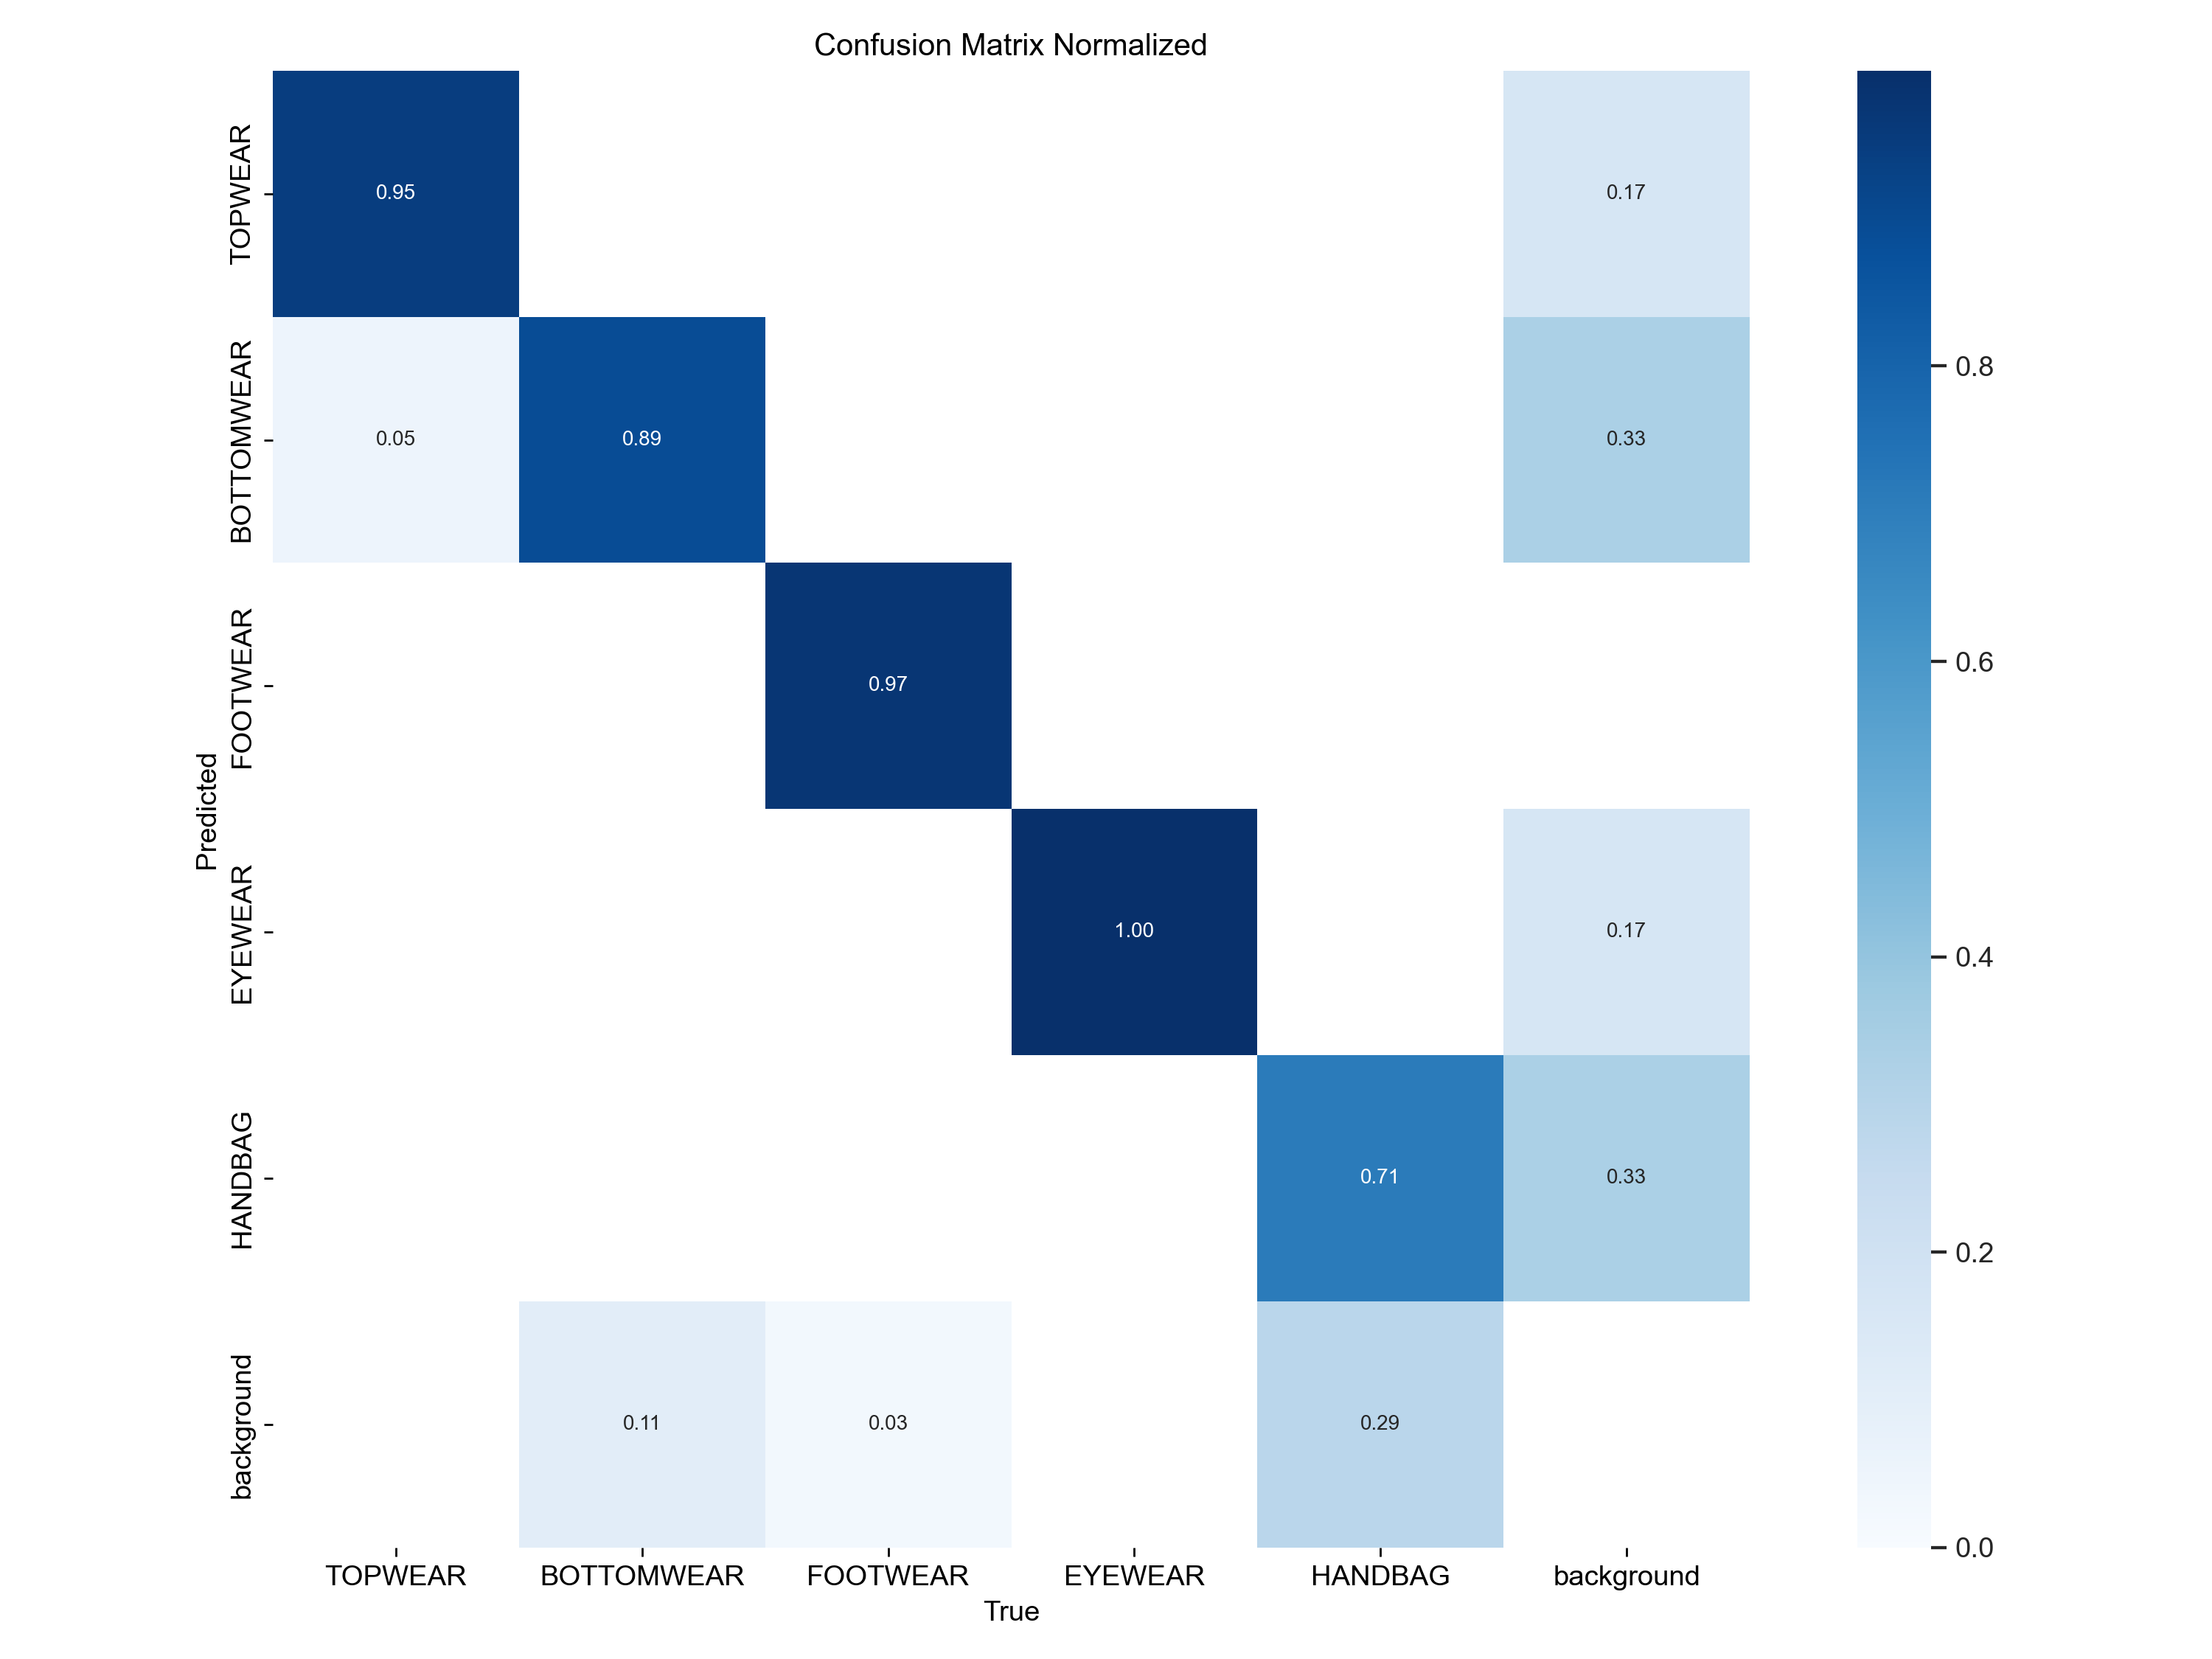 Confusion Matrix Normalized
TOPWEAR
0.95
0.17
BOTTOMWEAR
0.05
0.89
0.33
0.8
FOOTWEAR
0.97
0.6
Predicted
EYEWEAR
1.00
0.17
0.4
HANDBAG
0.71
0.33
0.2
background
0.11
0.03
0.29
0.0
TOPWEAR BOTTOMWEAR FOOTWEAR EYEWEAR HANDBAG background
True